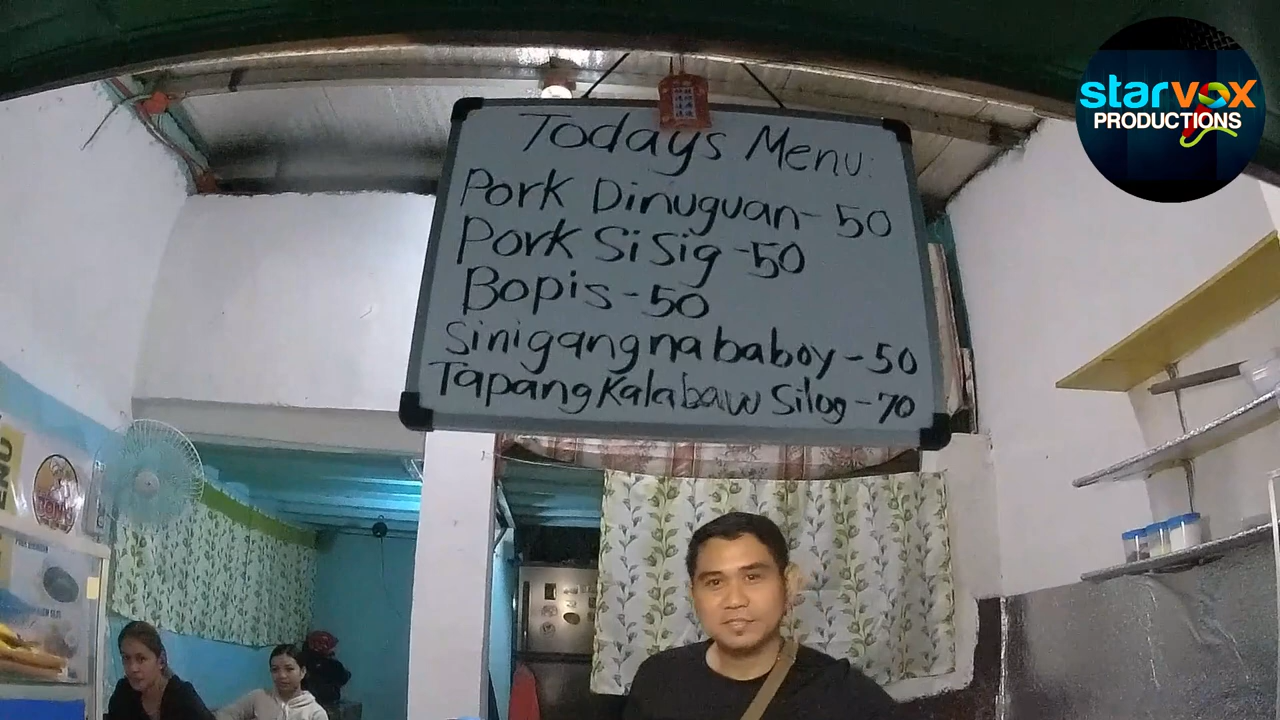 starvox
PRODUCTIONS
Todays Menu:
Pork Dinuguan - 50
Pork Sisig - 50
Bopis - 50
Sinigang na baboy - 50
Tapang Kalabaw Silog - 70